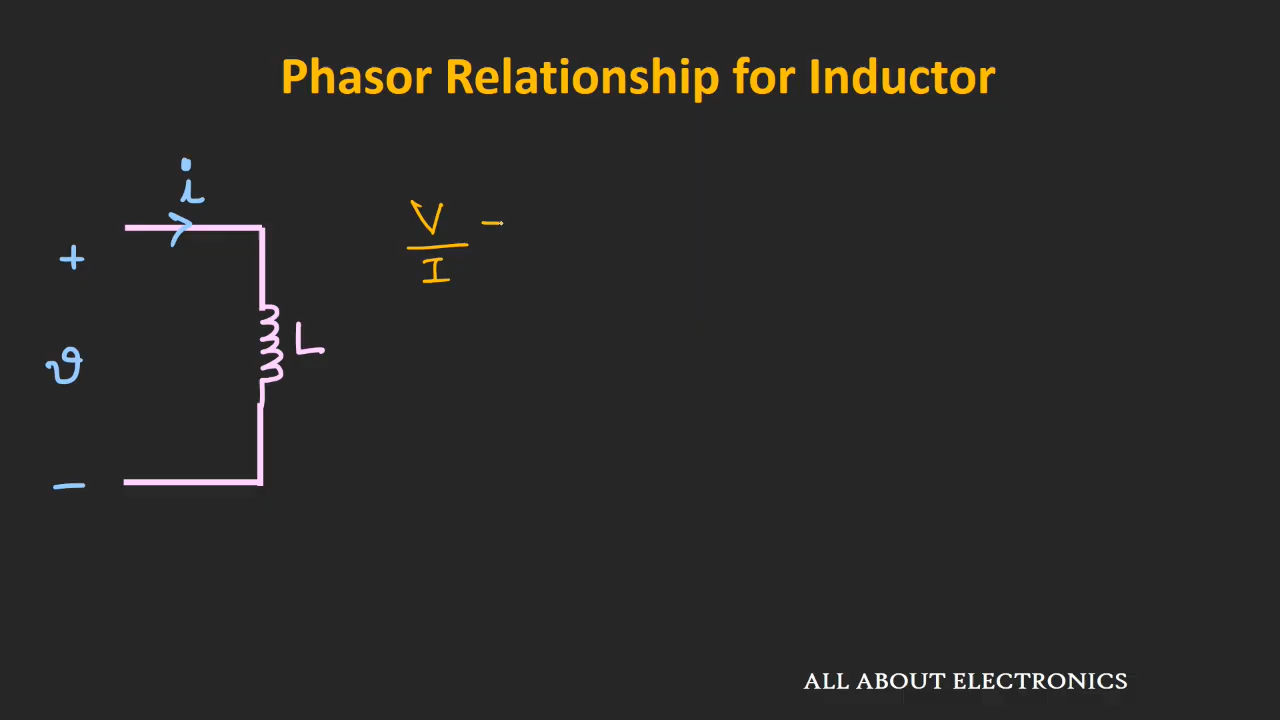 Phasor Relationship for Inductor
i
+
V
I
−
L
ϑ
−
ALL ABOUT ELECTRONICS